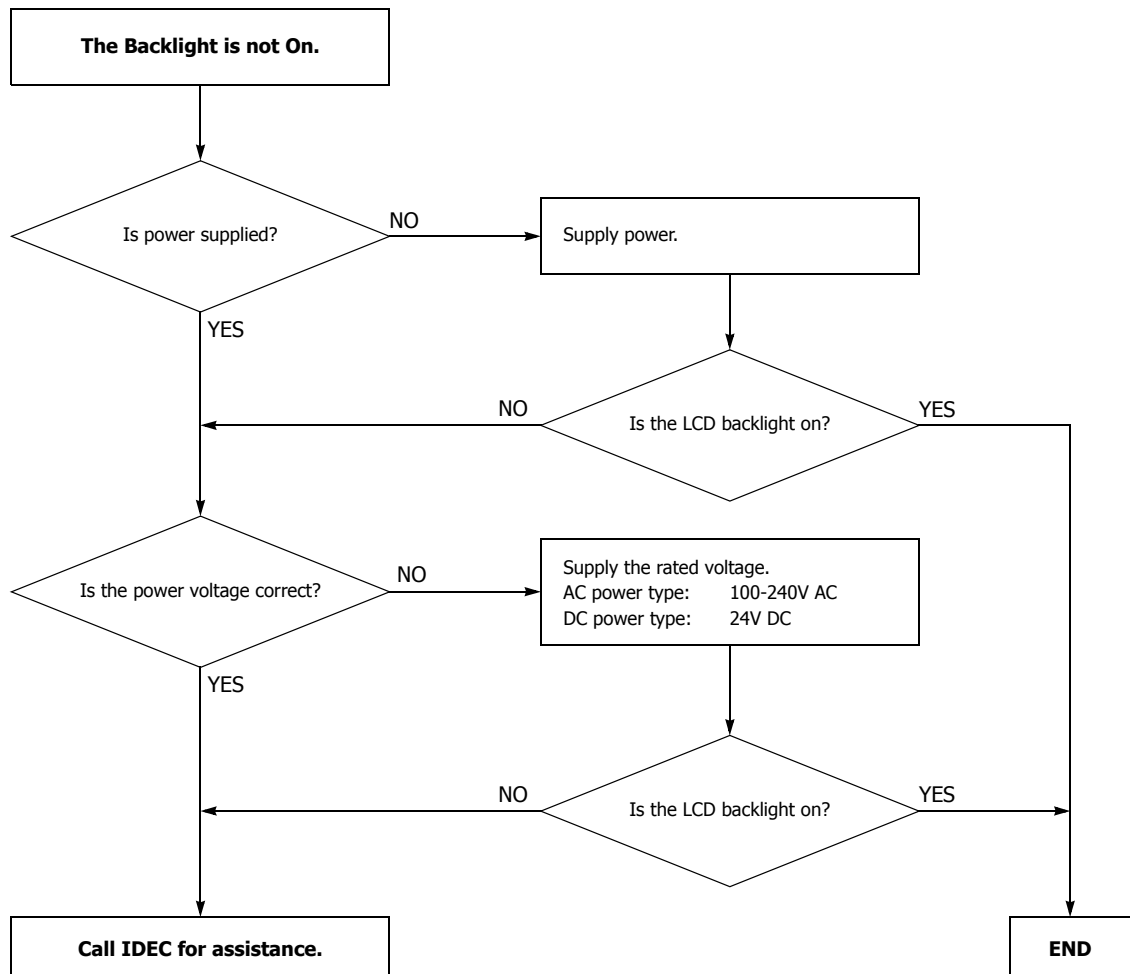 The Backlight is not On.
Is power supplied?
NO
Supply power.
YES
NO
Is the LCD backlight on?
YES
Is the power voltage correct?
NO
Supply the rated voltage.
AC power type: 100-240V AC
DC power type: 24V DC
YES
NO
Is the LCD backlight on?
YES
Call IDEC for assistance.
END